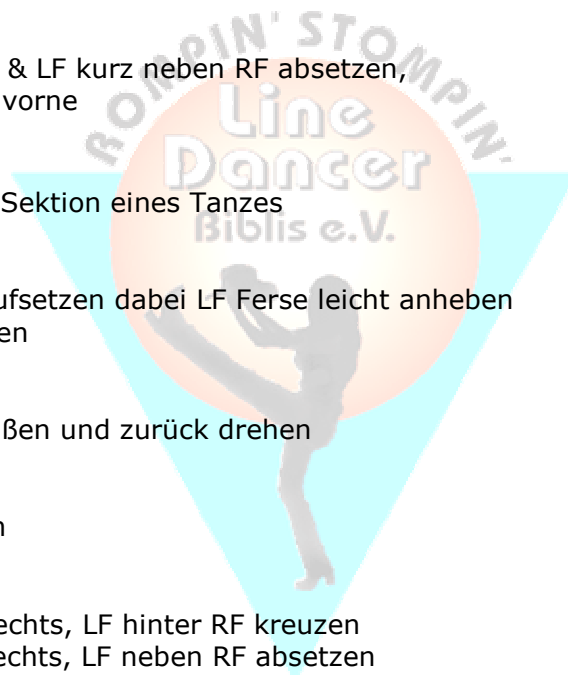 ROMPIN' STOMPIN'
& LF kurz neben RF absetzen,
vorne
Line
Dancer
Biblis e.V.
Sektion eines Tanzes
ufsetzen dabei LF Ferse leicht anheben
en
ßen und zurück drehen
n
echts, LF hinter RF kreuzen
echts, LF neben RF absetzen